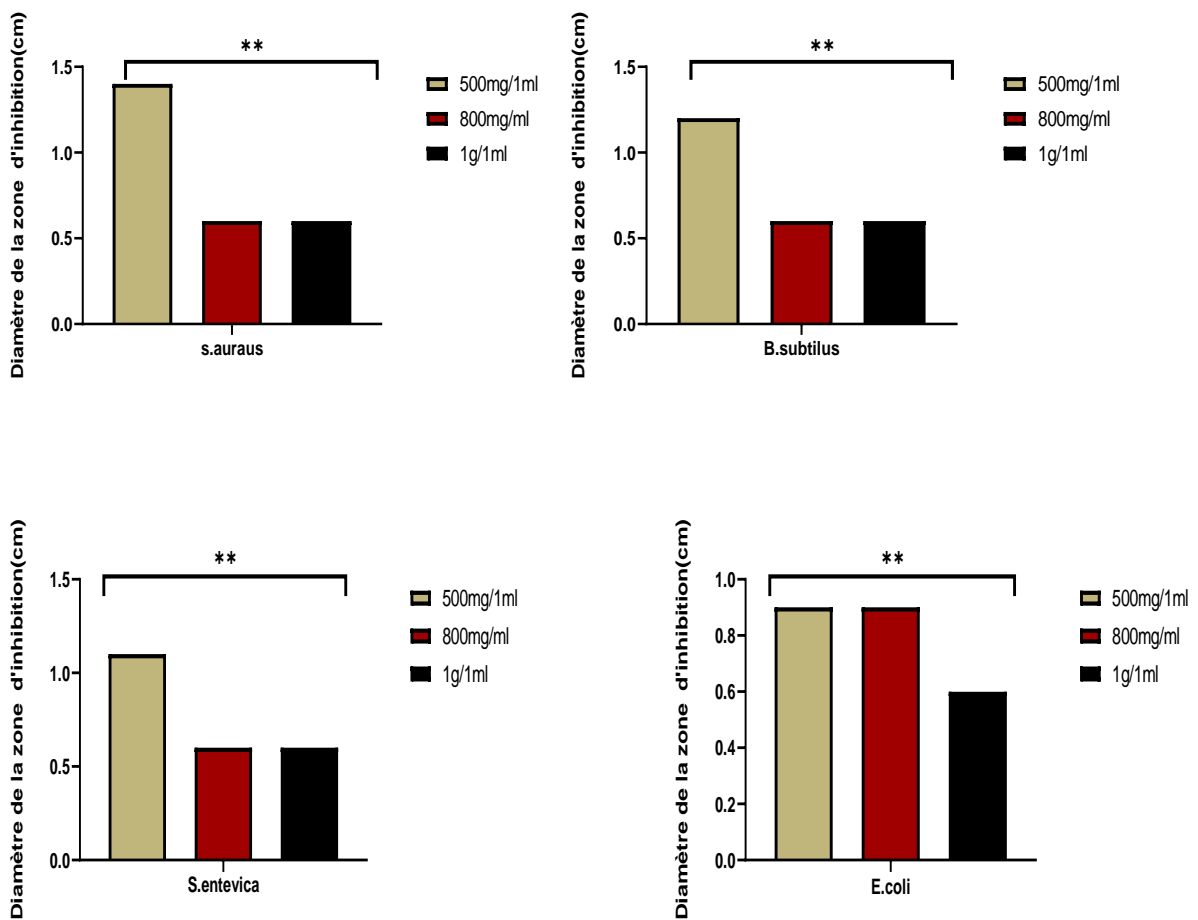 Diamètre de la zone d'inhibition(cm)
**
1.5
1.0
0.5
0.0
s.auraus
500mg/1ml
800mg/ml
1g/1ml
Diamètre de la zone d'inhibition(cm)
**
1.5
1.0
0.5
0.0
B.subtilus
500mg/1ml
800mg/ml
1g/1ml
Diamètre de la zone d'inhibition(cm)
**
1.5
1.0
0.5
0.0
S.entevica
500mg/1ml
800mg/ml
1g/1ml
Diamètre de la zone d'inhibition(cm)
**
1.0
0.8
0.6
0.4
0.2
0.0
E.coli
500mg/1ml
800mg/ml
1g/1ml